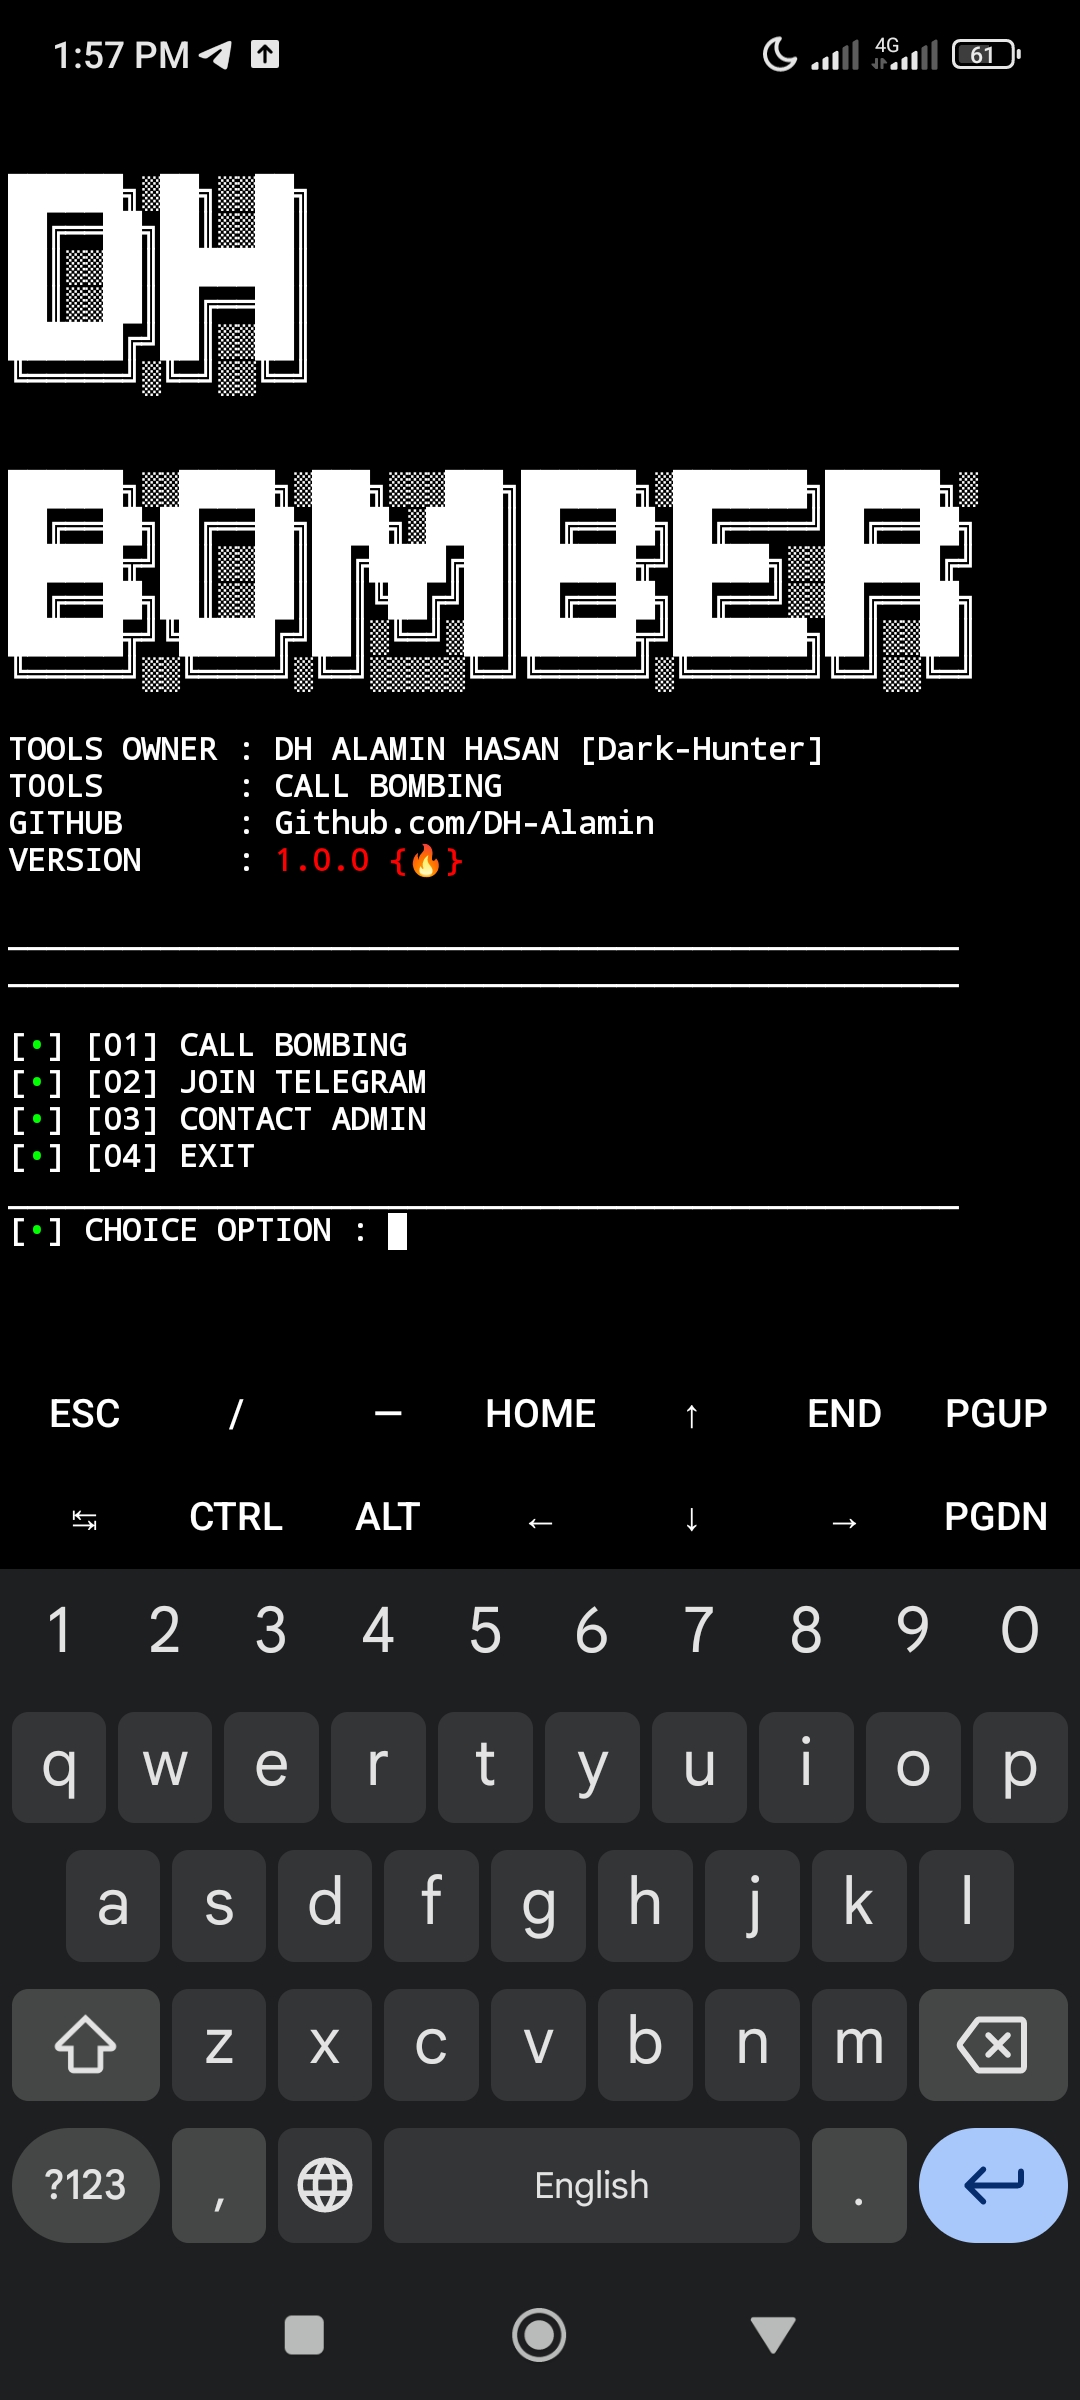 1:57 PM
4G
61
DH
BOMBER
TOOLS OWNER : DH ALAMIN HASAN [Dark-Hunter]
TOOLS : CALL BOMBING
GITHUB : Github.com/DH-Alamin
VERSION : 1.0.0 {🔥}
[•] [01] CALL BOMBING
[•] [02] JOIN TELEGRAM
[•] [03] CONTACT ADMIN
[•] [04] EXIT
[•] CHOICE OPTION :
ESC / — HOME ↑ END PGUP
↹ CTRL ALT ← ↓ → PGDN
1 2 3 4 5 6 7 8 9 0
q w e r t y u i o p
a s d f g h j k l
z x c v b n m
?123 , English .